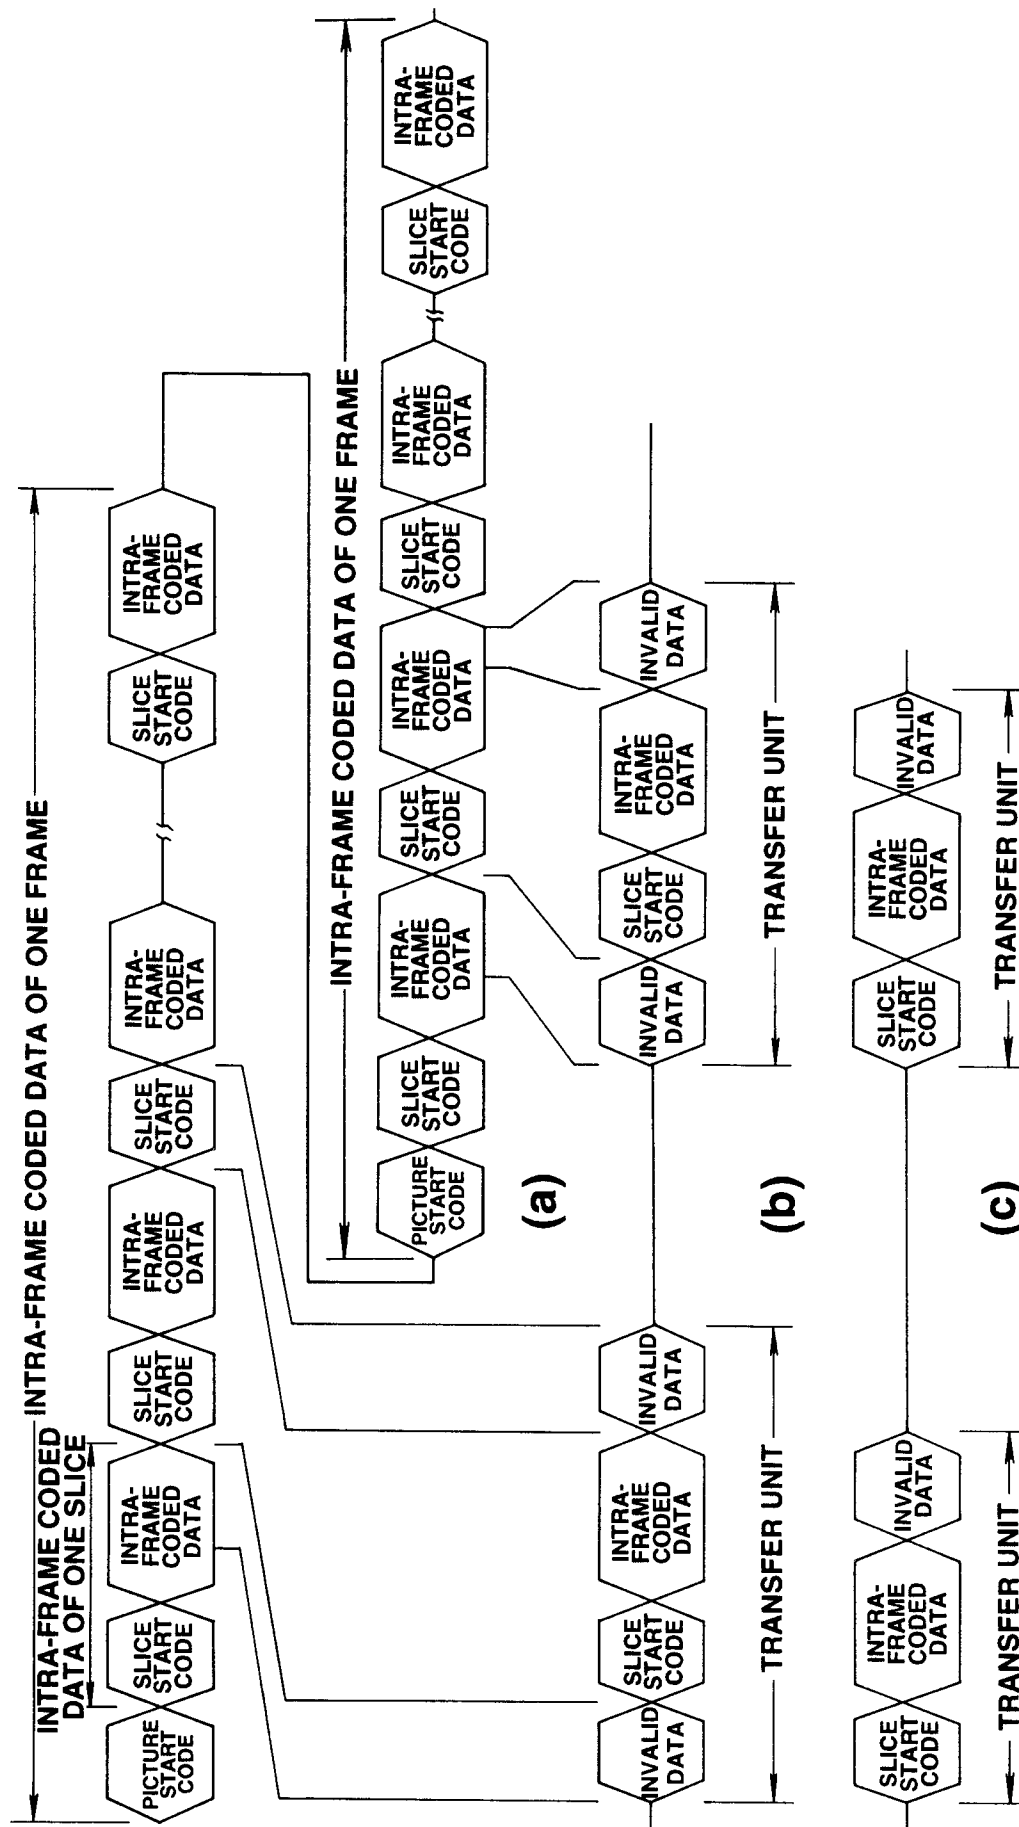 INTRA-FRAME CODED DATA OF ONE FRAME
INTRA-FRAME CODED
DATA OF ONE SLICE
PICTURE
START
CODE
SLICE
START
CODE
INTRA-
FRAME
CODED
DATA
SLICE
START
CODE
INTRA-
FRAME
CODED
DATA
SLICE
START
CODE
INTRA-
FRAME
CODED
DATA
SLICE
START
CODE
INTRA-
FRAME
CODED
DATA
INTRA-FRAME CODED DATA OF ONE FRAME
PICTURE
START
CODE
SLICE
START
CODE
INTRA-
FRAME
CODED
DATA
SLICE
START
CODE
INTRA-
FRAME
CODED
DATA
SLICE
START
CODE
INTRA-
FRAME
CODED
DATA
SLICE
START
CODE
INTRA-
FRAME
CODED
DATA
(a)
INVALID
DATA
SLICE
START
CODE
INTRA-
FRAME
CODED
DATA
INVALID
DATA
INVALID
DATA
SLICE
START
CODE
INTRA-
FRAME
CODED
DATA
INVALID
DATA
TRANSFER UNIT
(b)
TRANSFER UNIT
SLICE
START
CODE
INTRA-
FRAME
CODED
DATA
INVALID
DATA
SLICE
START
CODE
INTRA-
FRAME
CODED
DATA
INVALID
DATA
TRANSFER UNIT
(c)
TRANSFER UNIT